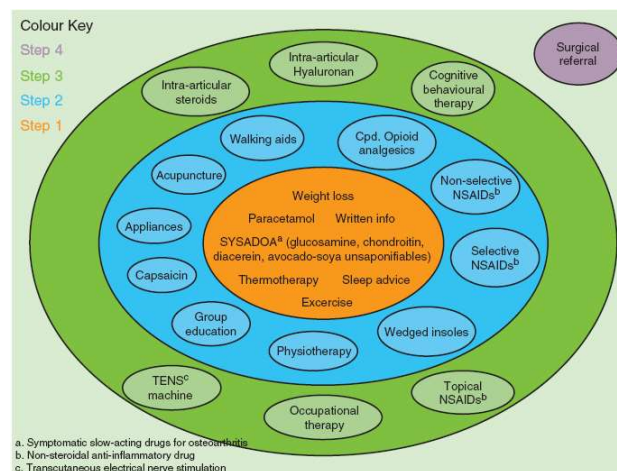 Colour Key
Step 4
Step 3
Step 2
Step 1
Surgical
referral
Intra-articular
Hyaluronan
Intra-articular
steroids
Cognitive
behavioural
therapy
Walking aids
Cpd. Opioid
analgesics
Acupuncture
Non-selective
NSAIDsᵇ
Appliances
Selective
NSAIDsᵇ
Capsaicin
Group
education
Physiotherapy
Wedged insoles
Weight loss
Paracetamol Written info
SYSADOAᵃ (glucosamine, chondroitin,
diacerein, avocado-soya unsaponifiables)
Thermotherapy Sleep advice
Excercise
TENSᶜ
machine
Occupational
therapy
Topical
NSAIDsᵇ
a. Symptomatic slow-acting drugs for osteoarthritis
b. Non-steroidal anti-inflammatory drug
c. Transcutaneous electrical nerve stimulation